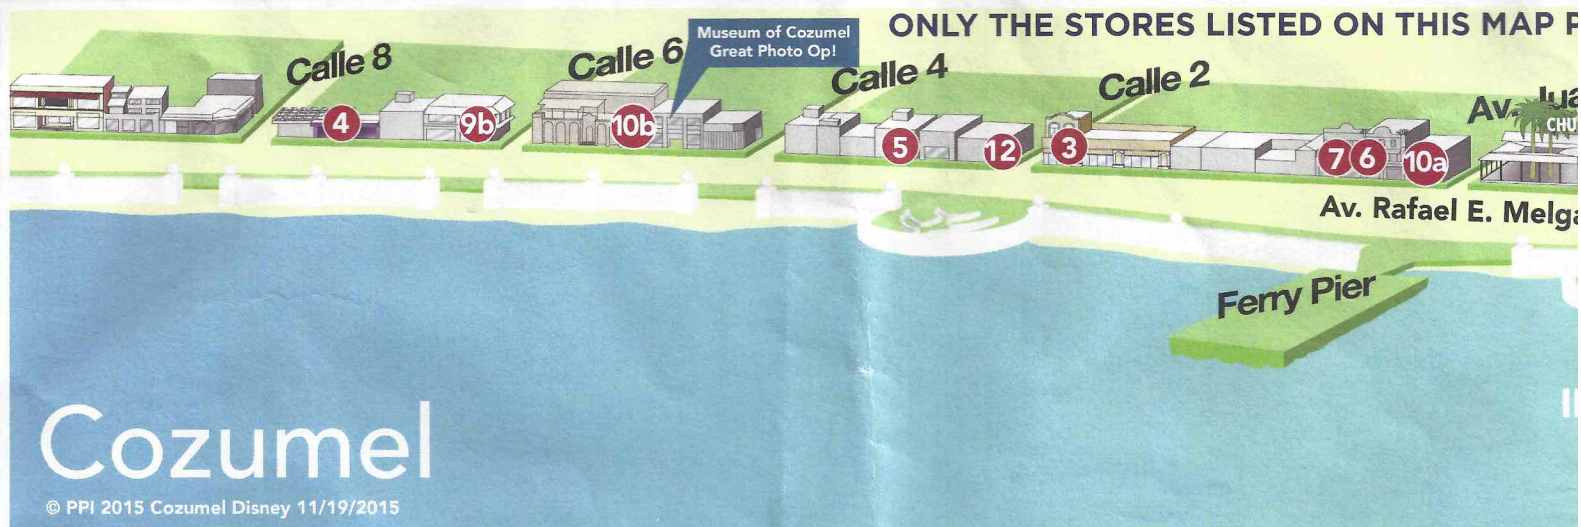 ONLY THE STORES LISTED ON THIS MAP
Museum of Cozumel
Great Photo Op!
Calle 8
Calle 6
Calle 4
Calle 2
Av.
4
9b
10b
5
12
3
7
6
10a
Av. Rafael E.
Ferry Pier
Cozumel
© PPI 2015 Cozumel Disney 11/19/2015